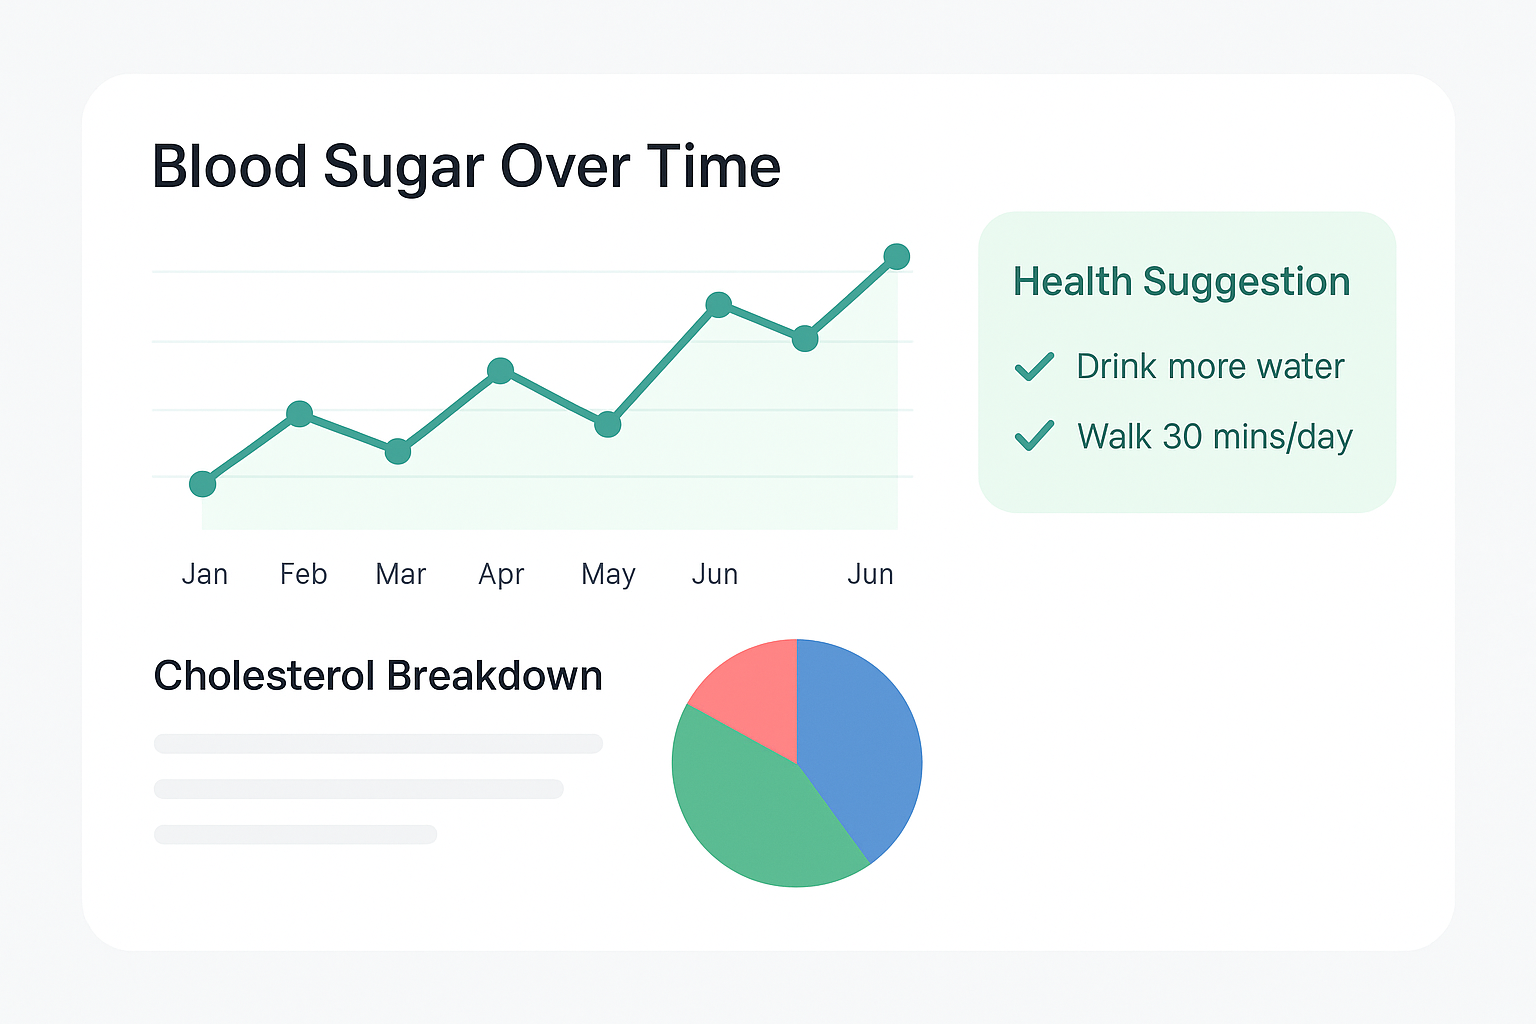 Blood Sugar Over Time
Jan Feb Mar Apr May Jun Jun
Health Suggestion
Drink more water
Walk 30 mins/day
Cholesterol Breakdown